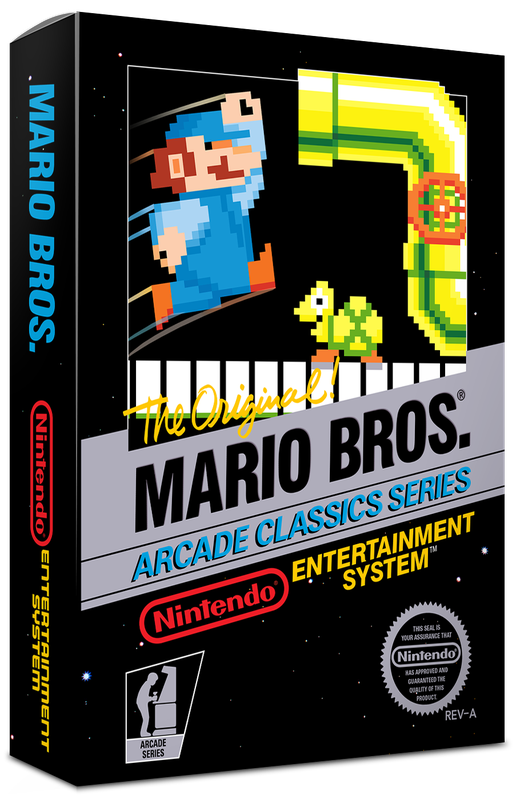 MARIO BROS.
Nintendo
ENTERTAINMENT
SYSTEM
The Original!
MARIO BROS.®
ARCADE CLASSICS SERIES
Nintendo®
ENTERTAINMENT
SYSTEM™
ARCADE
SERIES
THIS SEAL IS
YOUR ASSURANCE THAT
Nintendo
HAS APPROVED AND
GUARANTEED THE
QUALITY OF THIS
PRODUCT.
REV-A